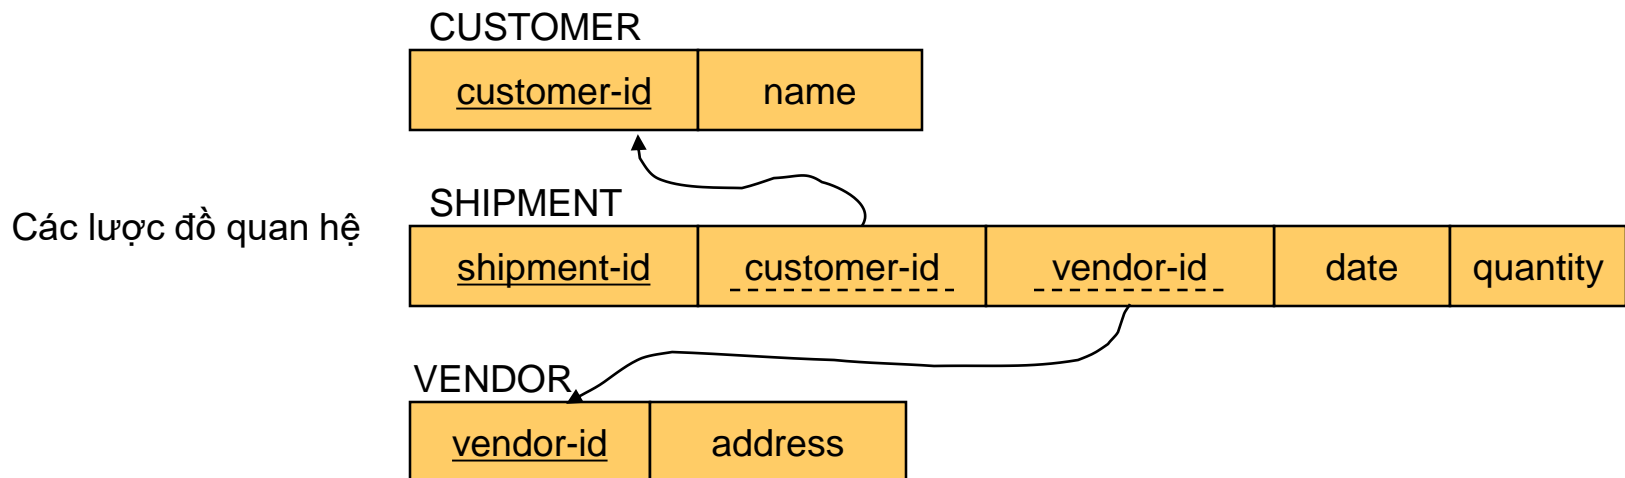 CUSTOMER
customer-id name
Các lược đồ quan hệ
SHIPMENT
shipment-id customer-id vendor-id date quantity
VENDOR
vendor-id address